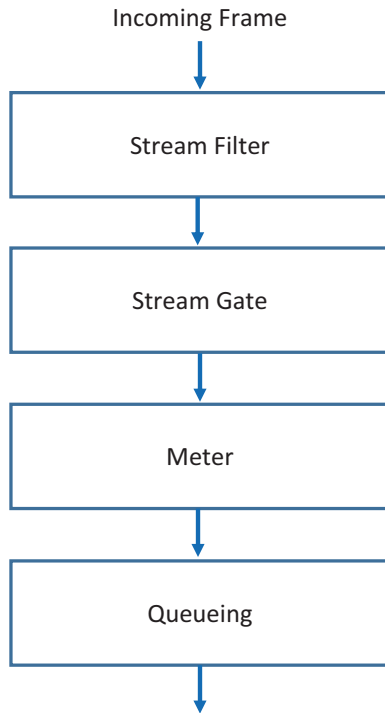 Incoming Frame
Stream Filter
Stream Gate
Meter
Queueing